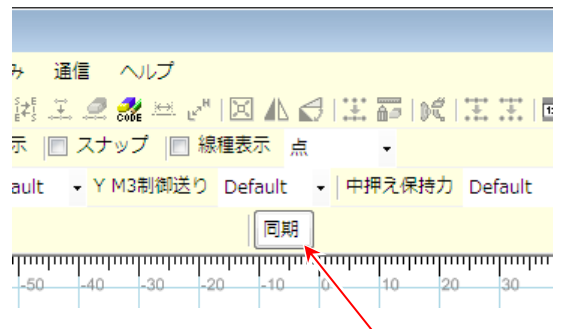 み 通信 ヘルプ
CODE
示 スナップ 線種表示 点
ault Y M3制御送り Default 中押え保持力 Default
同期
-50 -40 -30 -20 -10 0 10 20 30